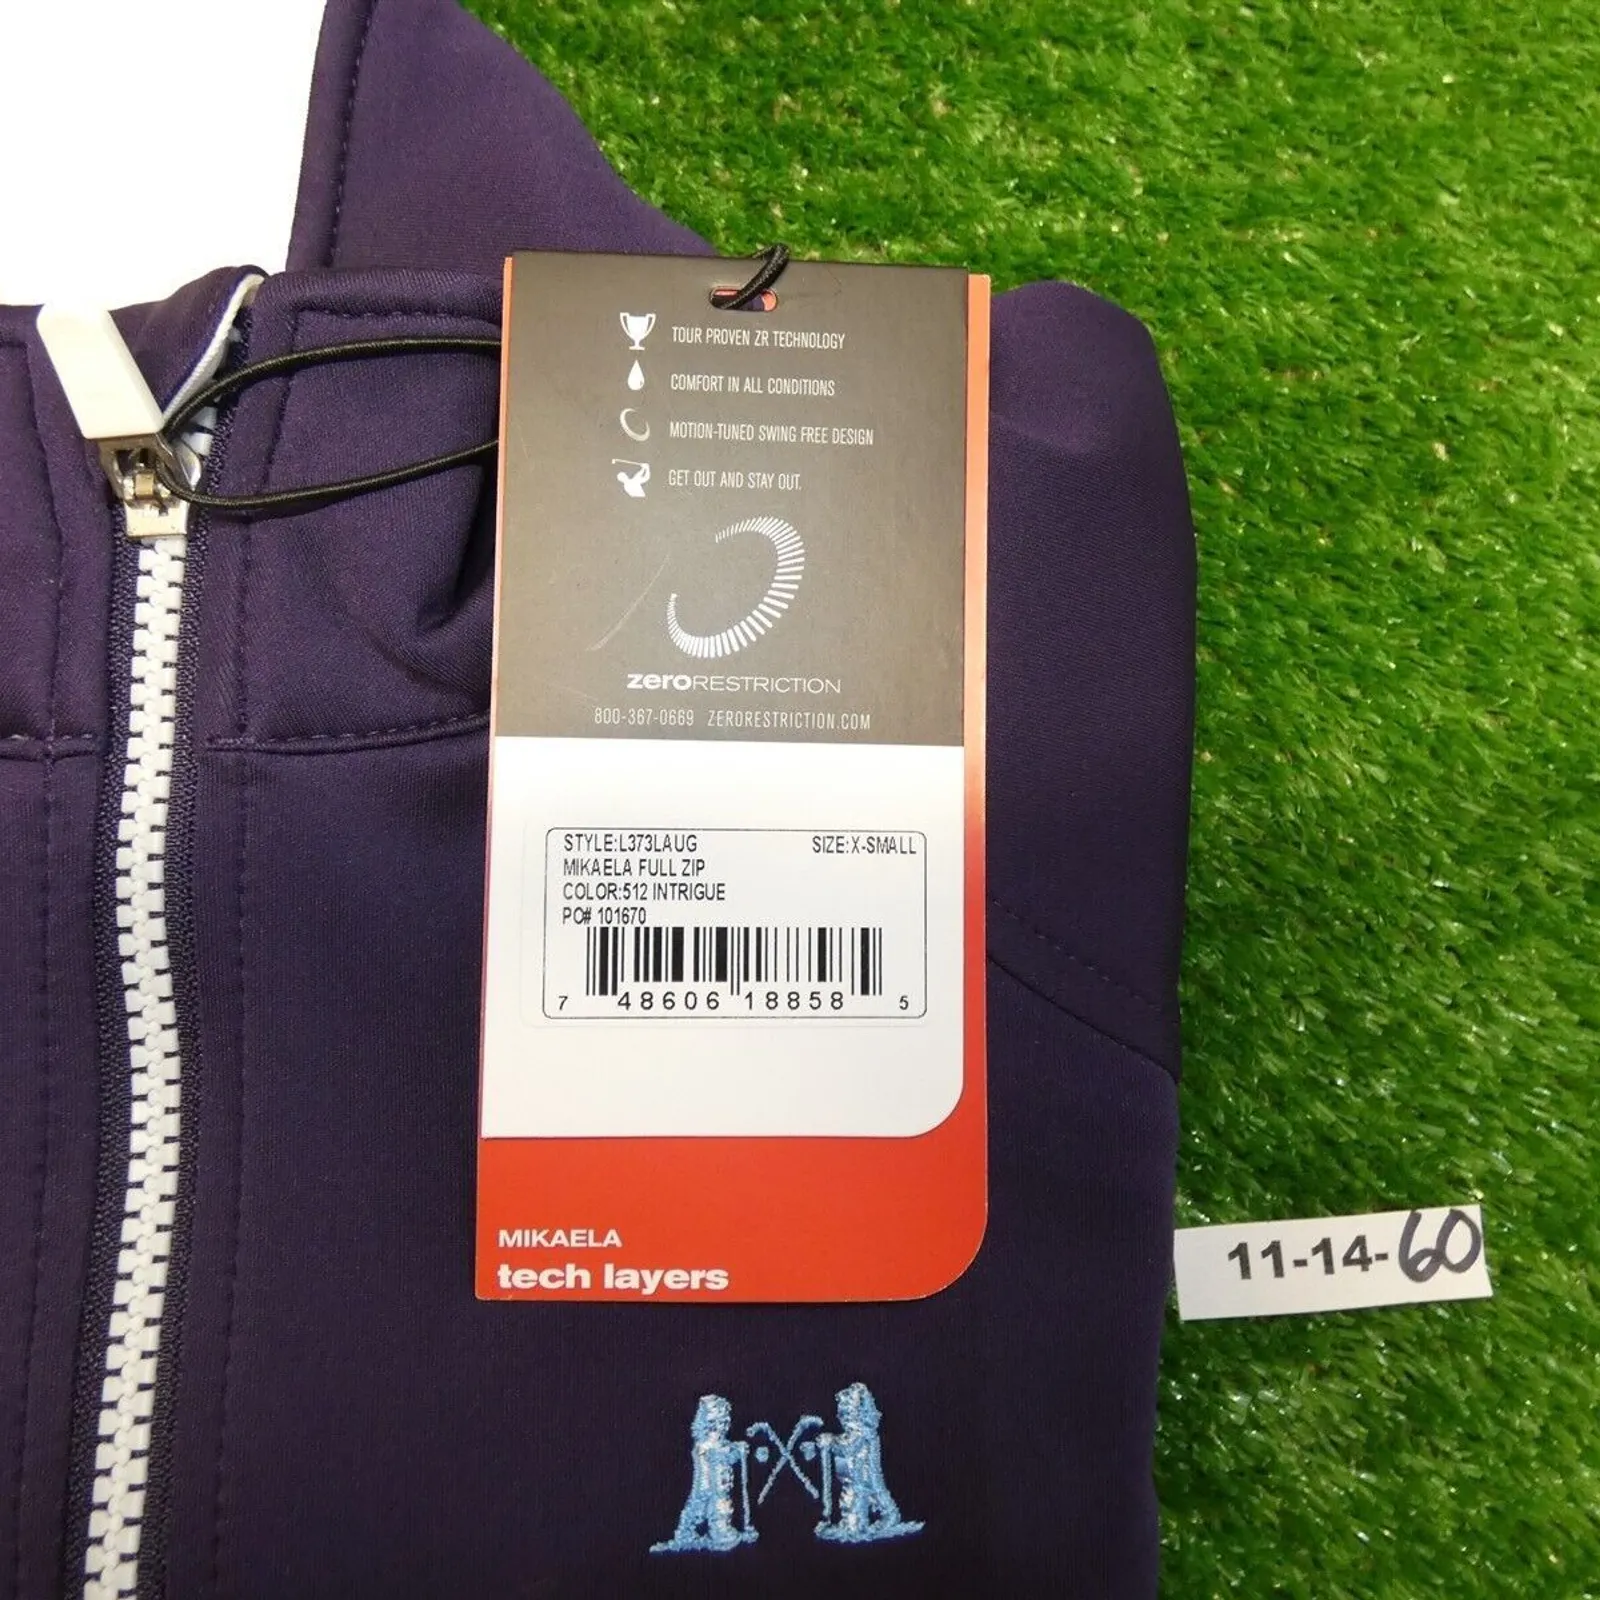 TOUR PROVEN ZR TECHNOLOGY
COMFORT IN ALL CONDITIONS
MOTION-TUNED SWING FREE DESIGN
GET OUT AND STAY OUT.
zeroRESTRICTION
800-367-0669 ZERORESTRICTION.COM
STYLE:L373LAUG SIZE:X-SMALL
MIKAELA FULL ZIP
COLOR:512 INTRIGUE
PO# 101670
7 48606 18858 5
MIKAELA
tech layers
11-14-60